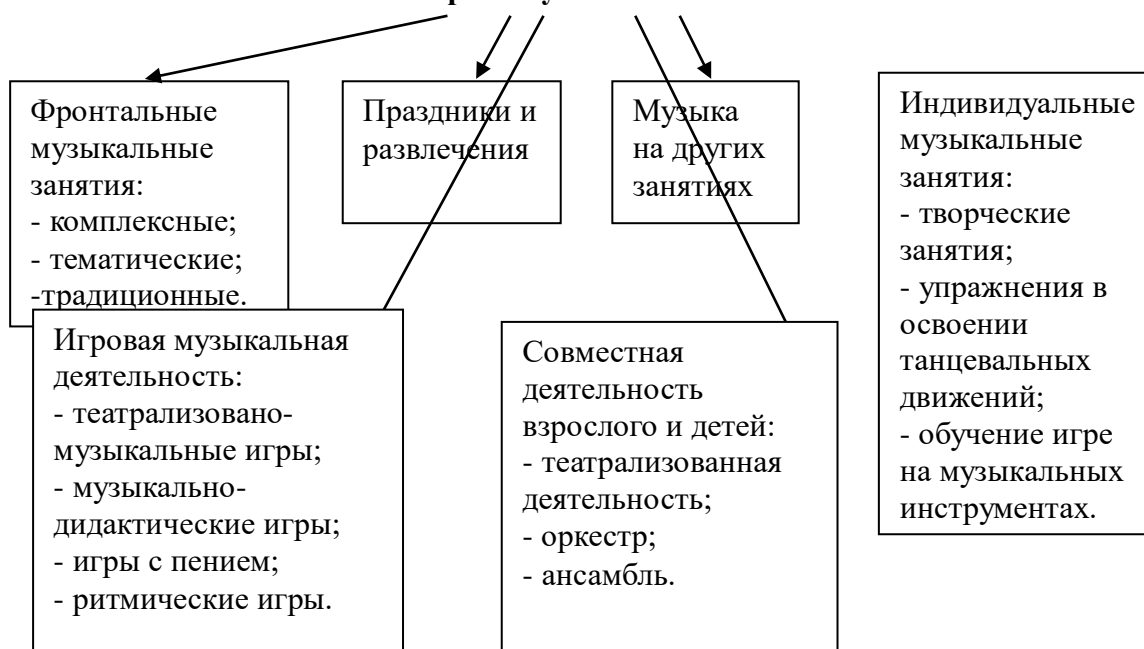 Фронтальные
музыкальные
занятия:
- комплексные;
- тематические;
-традиционные.
Праздники и
развлечения
Музыка
на других
занятиях
Индивидуальные
музыкальные
занятия:
- творческие
занятия;
- упражнения в
освоении
танцевальных
движений;
- обучение игре
на музыкальных
инструментах.
Игровая музыкальная
деятельность:
- театрализовано-
музыкальные игры;
- музыкально-
дидактические игры;
- игры с пением;
- ритмические игры.
Совместная
деятельность
взрослого и детей:
- театрализованная
деятельность;
- оркестр;
- ансамбль.